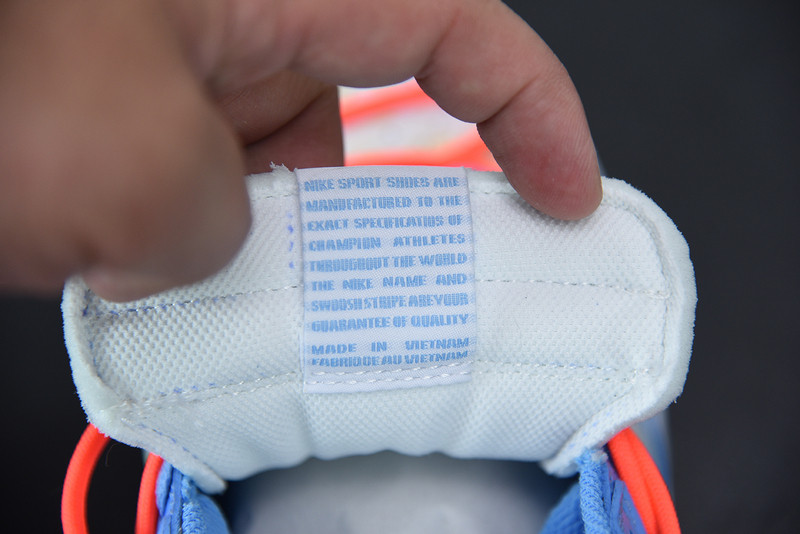 NIKE SPORT SHOES ARE
MANUFACTURED TO THE
EXACT SPECIFICATIOS OF
CHAMPION ATHLETES
THROUGHOUT THE WORLD
THE NIKE NAME AND
SWOOSH STRIPE ARE YOUR
GUARANTEE OF QUALITY
MADE IN VIETNAM
FABRIQUE AU VIETNAM